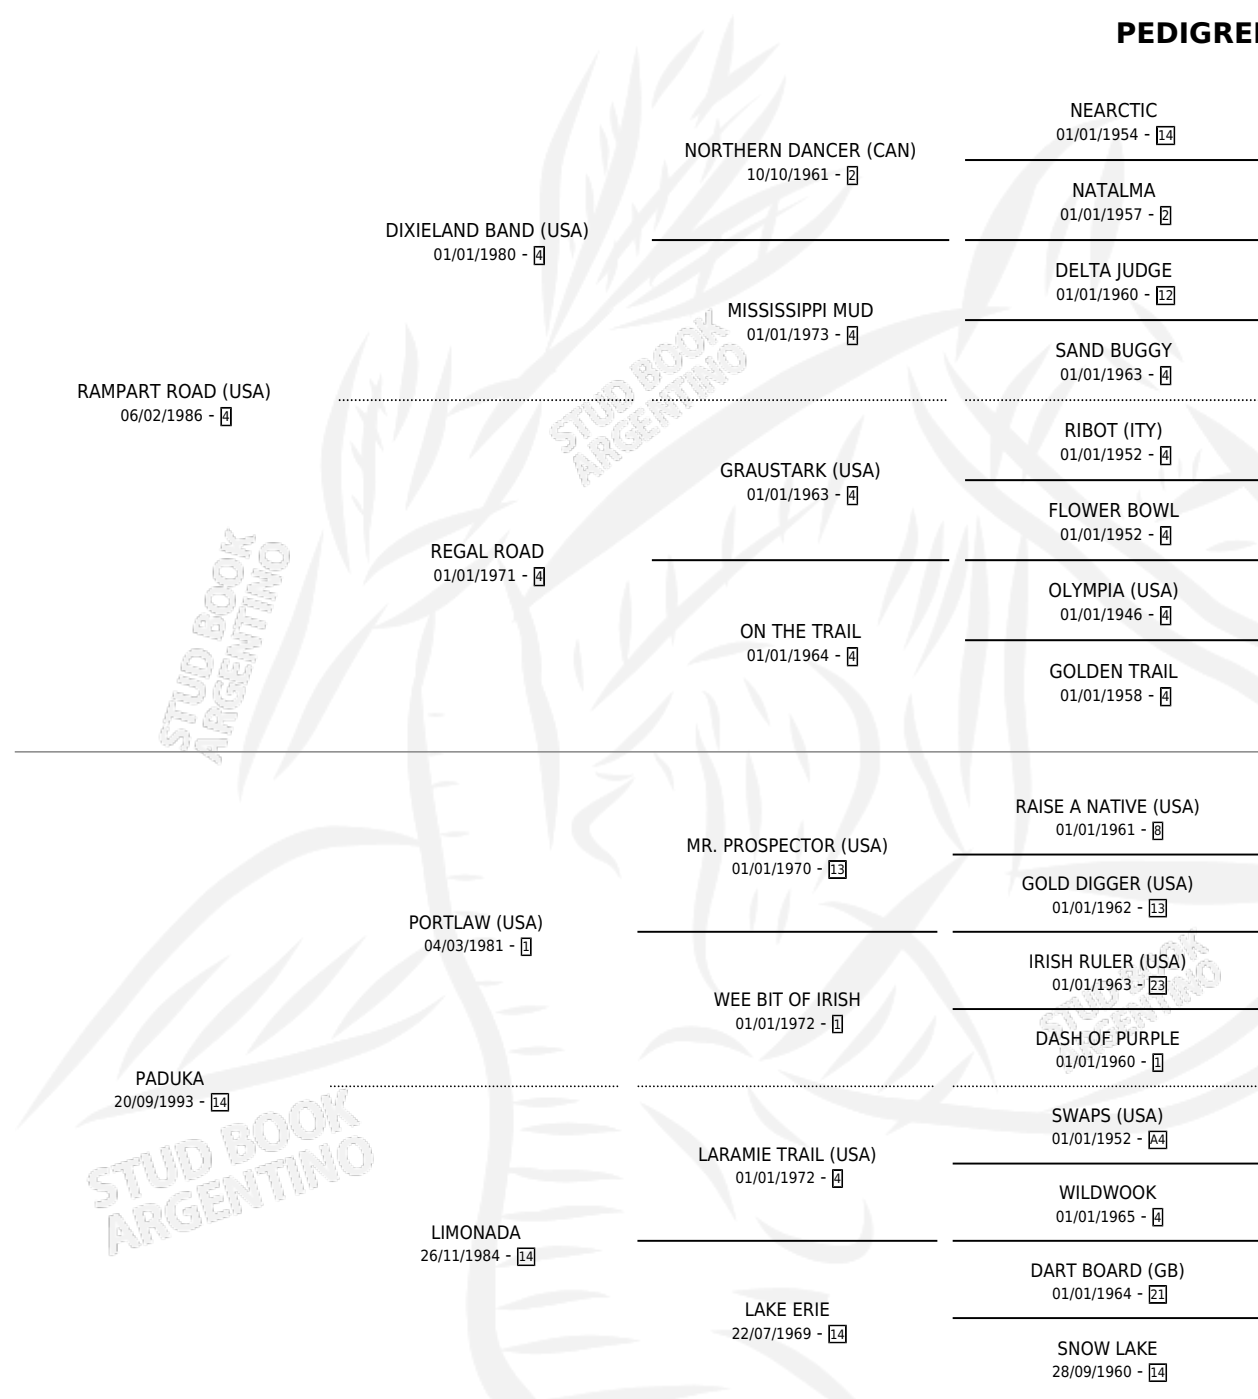 PEDIGREE
NEARCTIC
01/01/1954 - 14
NORTHERN DANCER (CAN)
10/10/1961 - 2
NATALMA
01/01/1957 - 2
DIXIELAND BAND (USA)
01/01/1980 - 4
DELTA JUDGE
01/01/1960 - 12
MISSISSIPPI MUD
01/01/1973 - 4
SAND BUGGY
01/01/1963 - 4
RAMPART ROAD (USA)
06/02/1986 - 4
RIBOT (ITY)
01/01/1952 - 4
GRAUSTARK (USA)
01/01/1963 - 4
FLOWER BOWL
01/01/1952 - 4
REGAL ROAD
01/01/1971 - 4
OLYMPIA (USA)
01/01/1946 - 4
ON THE TRAIL
01/01/1964 - 4
GOLDEN TRAIL
01/01/1958 - 4
RAISE A NATIVE (USA)
01/01/1961 - 8
MR. PROSPECTOR (USA)
01/01/1970 - 13
GOLD DIGGER (USA)
01/01/1962 - 13
PORTLAW (USA)
04/03/1981 - 1
IRISH RULER (USA)
01/01/1963 - 23
WEE BIT OF IRISH
01/01/1972 - 1
DASH OF PURPLE
01/01/1960 - 1
PADUKA
20/09/1993 - 14
SWAPS (USA)
01/01/1952 - A4
LARAMIE TRAIL (USA)
01/01/1972 - 4
WILDWOOK
01/01/1965 - 4
LIMONADA
26/11/1984 - 14
DART BOARD (GB)
01/01/1964 - 21
LAKE ERIE
22/07/1969 - 14
SNOW LAKE
28/09/1960 - 14
STUD BOOK
ARGENTINO
STUD BOOK
ARGENTINO
STUD BOOK
ARGENTINO
STUD BOOK
ARGENTINO